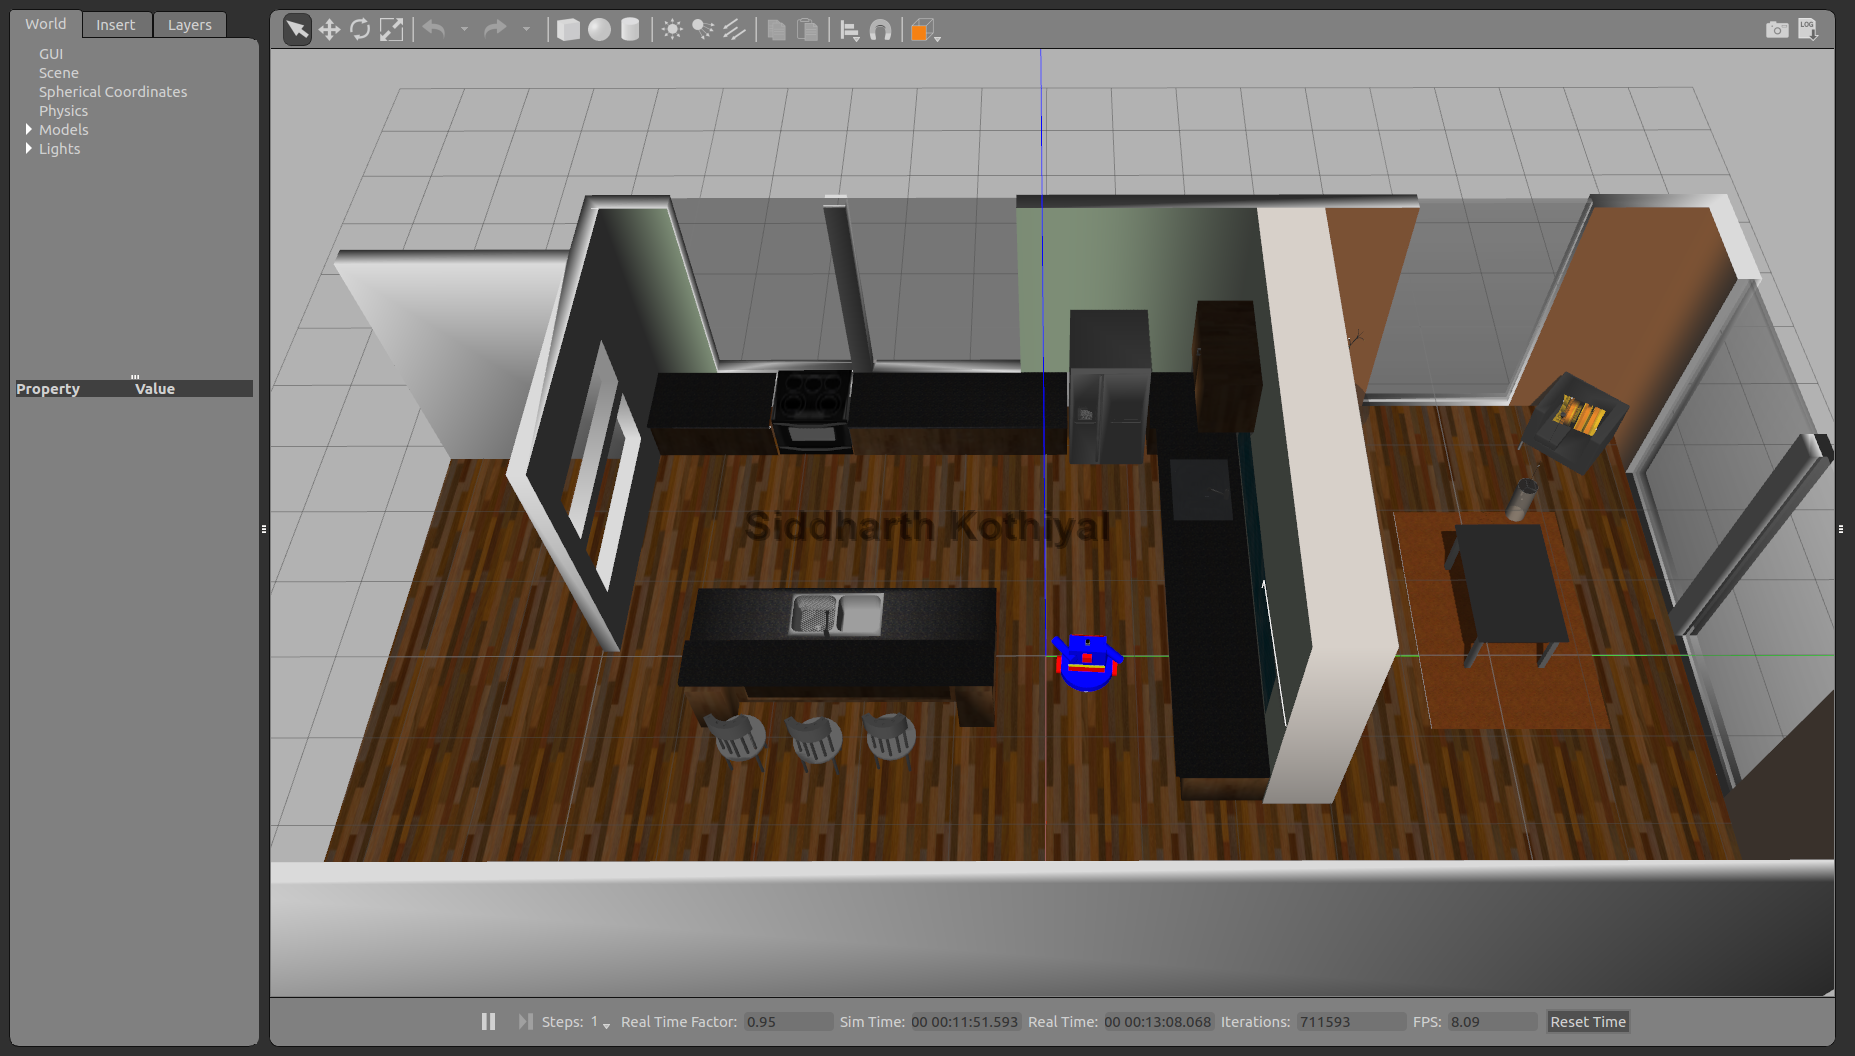 World Insert Layers
GUI
Scene
Spherical Coordinates
Physics
Models
Lights
Property Value
LOG
Siddharth Kothiyal
Steps: 1 Real Time Factor: 0.95 Sim Time: 00 00:11:51.593 Real Time: 00 00:13:08.068 Iterations: 711593 FPS: 8.09 Reset Time